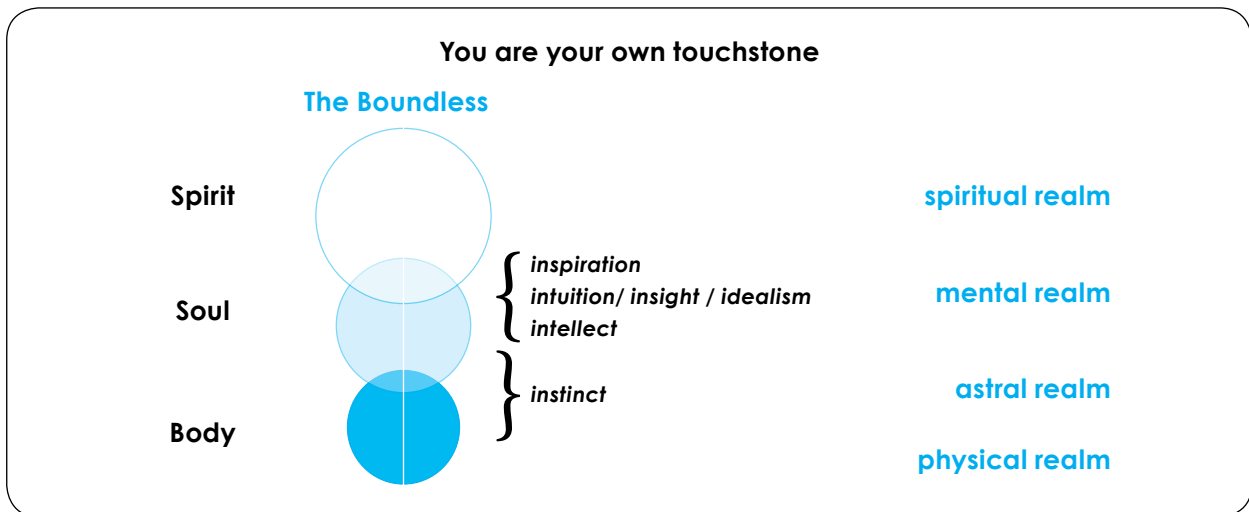 You are your own touchstone
The Boundless
Spirit
spiritual realm
inspiration
intuition/ insight / idealism
mental realm
Soul
intellect
instinct
astral realm
Body
physical realm